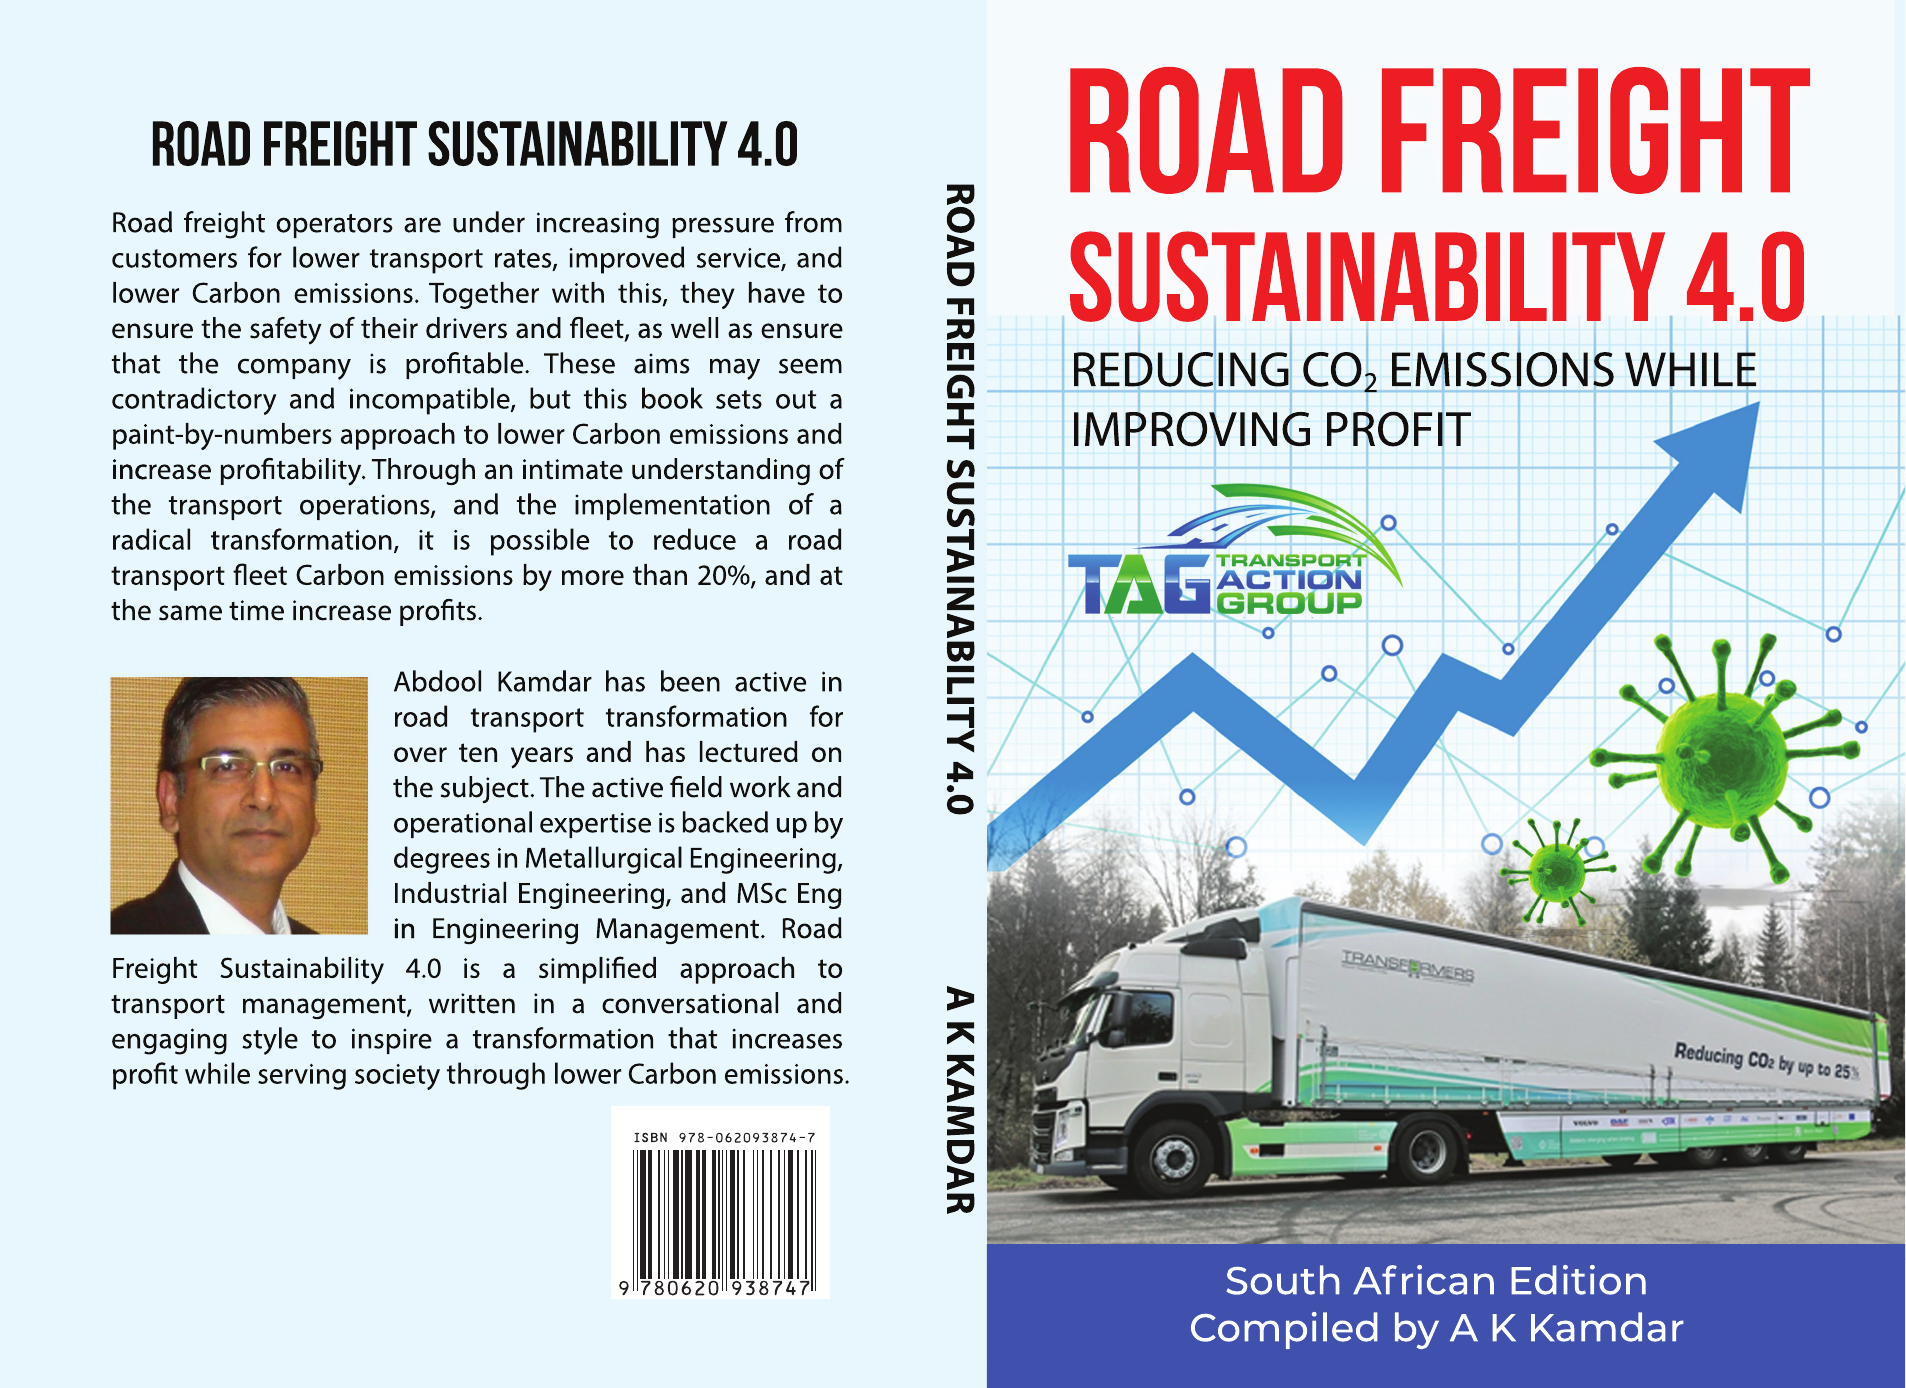 ROAD FREIGHT SUSTAINABILITY 4.0
Road freight operators are under increasing pressure from
customers for lower transport rates, improved service, and
lower Carbon emissions. Together with this, they have to
ensure the safety of their drivers and fleet, as well as ensure
that the company is profitable. These aims may seem
contradictory and incompatible, but this book sets out a
paint-by-numbers approach to lower Carbon emissions and
increase profitability. Through an intimate understanding of
the transport operations, and the implementation of a
radical transformation, it is possible to reduce a road
transport fleet Carbon emissions by more than 20%, and at
the same time increase profits.
Abdool Kamdar has been active in
road transport transformation for
over ten years and has lectured on
the subject. The active field work and
operational expertise is backed up by
degrees in Metallurgical Engineering,
Industrial Engineering, and MSc Eng
in Engineering Management. Road
Freight Sustainability 4.0 is a simplified approach to
transport management, written in a conversational and
engaging style to inspire a transformation that increases
profit while serving society through lower Carbon emissions.
ISBN 978-062093874-7
9 780620 938747
ROAD FREIGHT SUSTAINABILITY 4.0
A K KAMDAR
ROAD FREIGHT
SUSTAINABILITY 4.0
REDUCING CO₂ EMISSIONS WHILE
IMPROVING PROFIT
TAG TRANSPORT
ACTION
GROUP
TRANSFORMERS
Reducing CO₂ by up to 25%
VOLVO DAF
South African Edition
Compiled by A K Kamdar